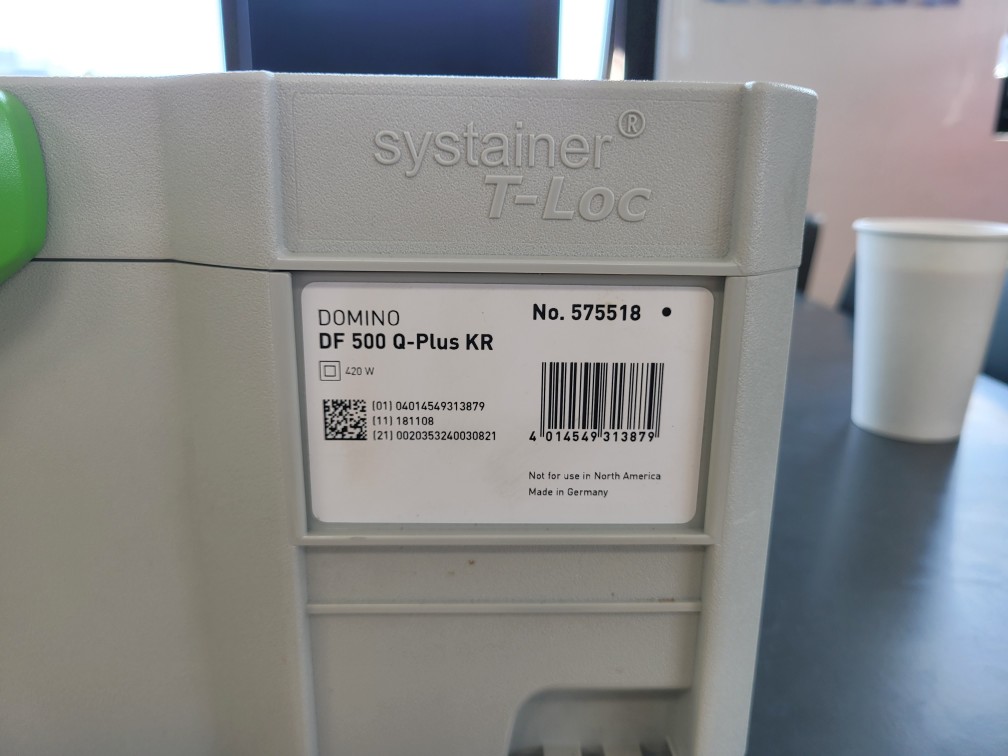 systainer®
T-Loc
DOMINO
DF 500 Q-Plus KR
No. 575518 •
420 W
(01) 04014549313879
(11) 181108
(21) 0020353240030821
4 014549 313879
Not for use in North America
Made in Germany